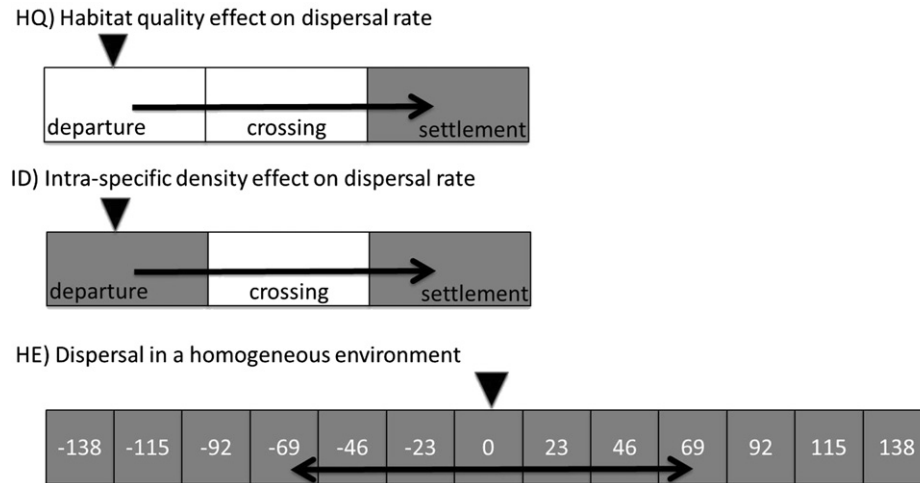 HQ) Habitat quality effect on dispersal rate
departure crossing settlement
ID) Intra-specific density effect on dispersal rate
departure crossing settlement
HE) Dispersal in a homogeneous environment
-138 -115 -92 -69 -46 -23 0 23 46 69 92 115 138